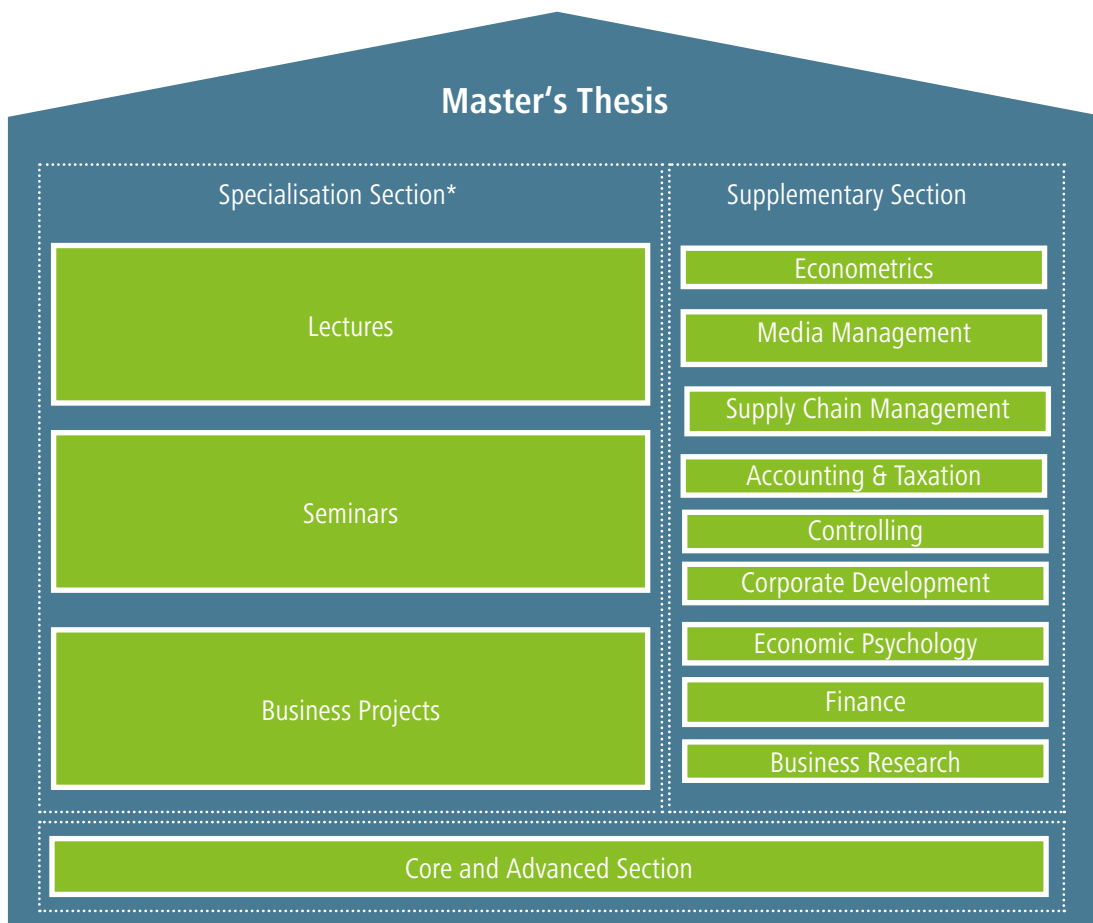 Master‘s Thesis
Specialisation Section*
Lectures
Seminars
Business Projects
Supplementary Section
Econometrics
Media Management
Supply Chain Management
Accounting & Taxation
Controlling
Corporate Development
Economic Psychology
Finance
Business Research
Core and Advanced Section